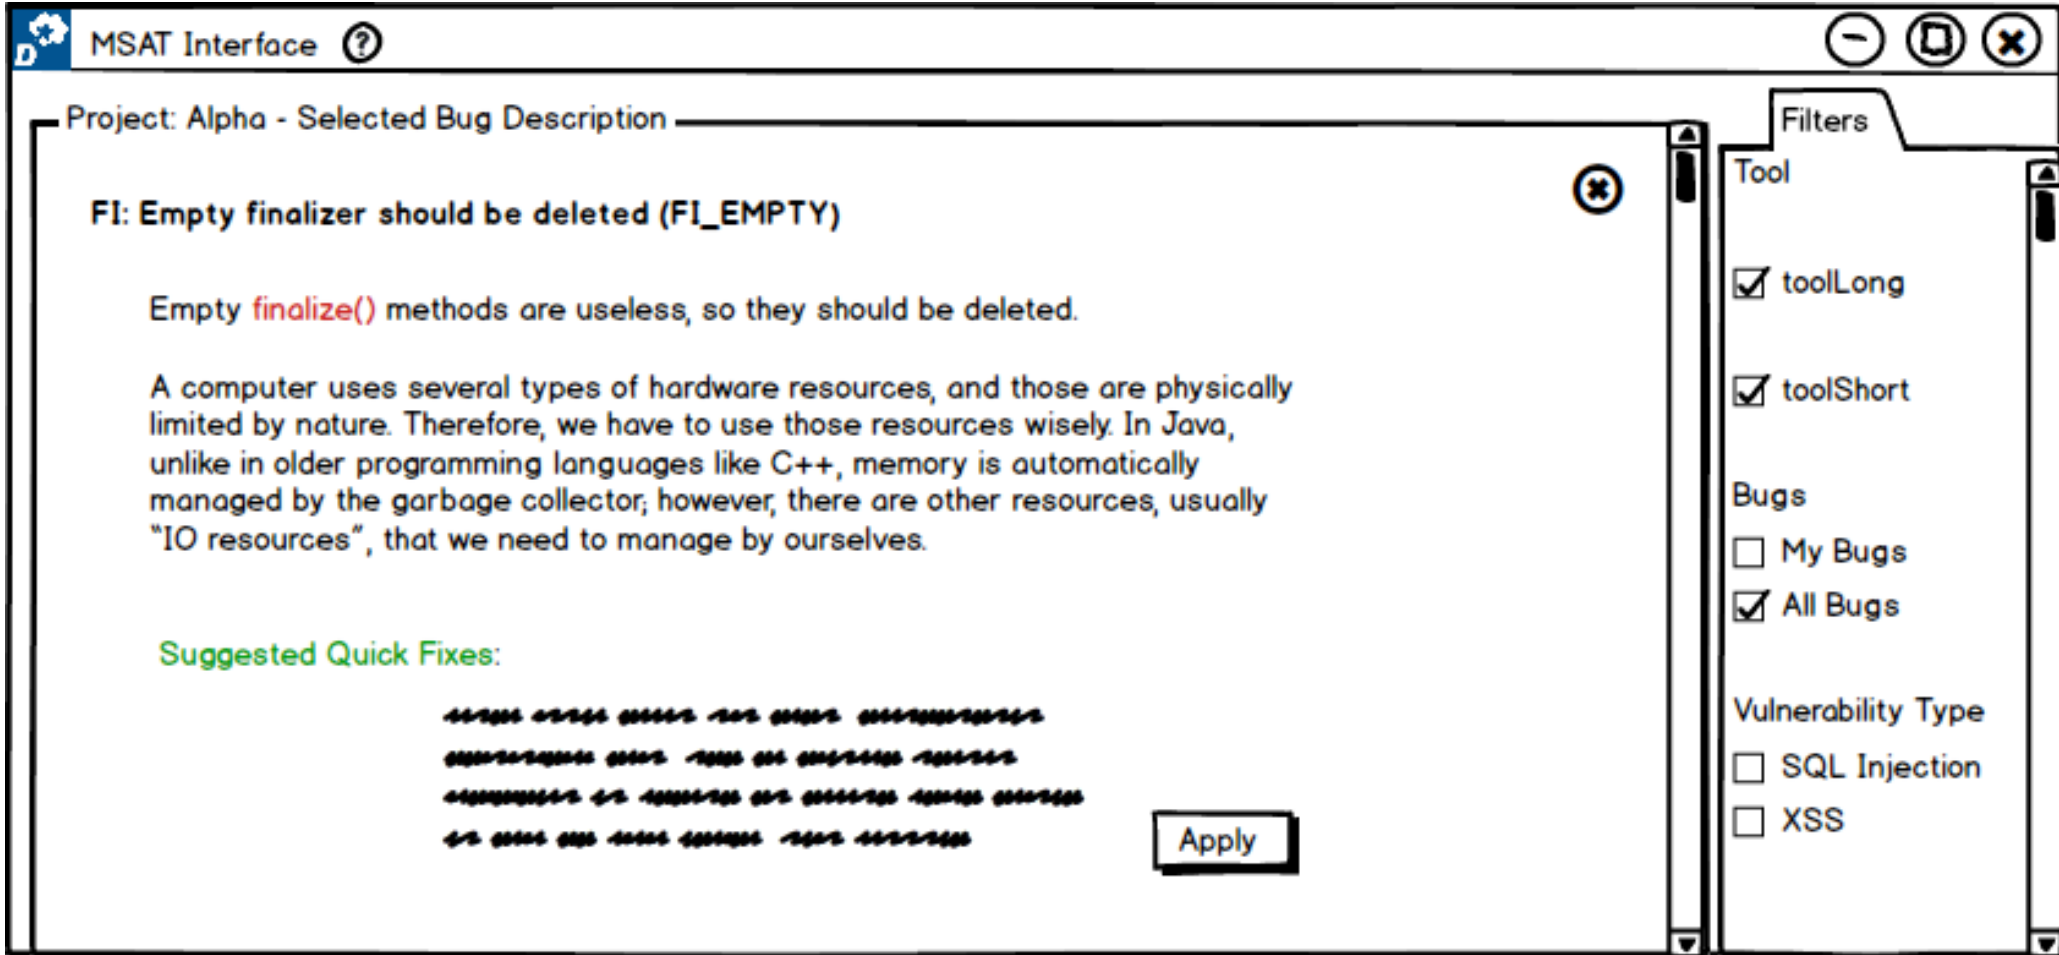 D
MSAT Interface ?
Project: Alpha - Selected Bug Description
FI: Empty finalizer should be deleted (FI_EMPTY)
Empty finalize() methods are useless, so they should be deleted.
A computer uses several types of hardware resources, and those are physically
limited by nature. Therefore, we have to use those resources wisely. In Java,
unlike in older programming languages like C++, memory is automatically
managed by the garbage collector; however, there are other resources, usually
“IO resources”, that we need to manage by ourselves.
Suggested Quick Fixes:
Apply
Filters
Tool
toolLong
toolShort
Bugs
My Bugs
All Bugs
Vulnerability Type
SQL Injection
XSS